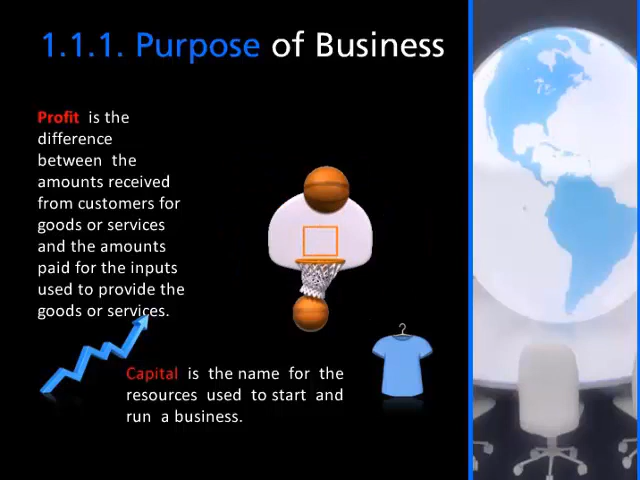 1.1.1. Purpose of Business
Profit is the
difference
between the
amounts received
from customers for
goods or services
and the amounts
paid for the inputs
used to provide the
goods or services.
Capital is the name for the
resources used to start and
run a business.